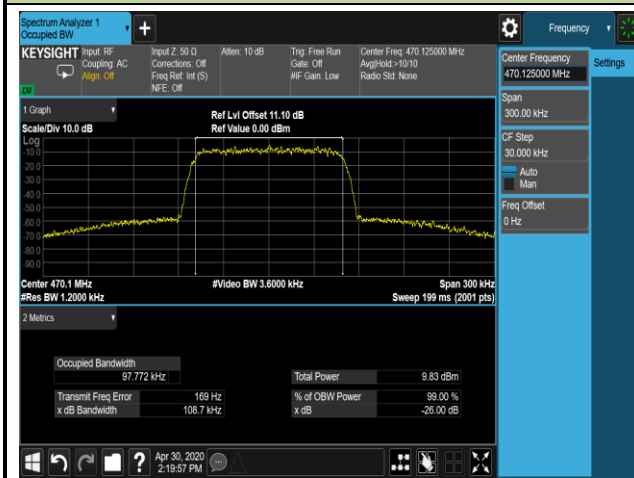 Spectrum Analyzer 1
Occupied BW
Frequency
KEYSIGHT
Input: RF
Coupling: AC
Align: Off
Input Z: 50 Ω
Corrections: Off
Freq Ref: Int (S)
NFE: Off
Atten: 10 dB
Trig: Free Run
Gate: Off
#IF Gain: Low
Center Freq: 470.125000 MHz
Avg|Hold:>10/10
Radio Std: None
Center Frequency
470.125000 MHz
Settings
Span
300.00 kHz
CF Step
30.000 kHz
Auto
Man
Freq Offset
0 Hz
1 Graph
Scale/Div 10.0 dB
Ref Lvl Offset 11.10 dB
Ref Value 0.00 dBm
Log
-10.0
-20.0
-30.0
-40.0
-50.0
-60.0
-70.0
-80.0
-90.0
Center 470.1 MHz
#Res BW 1.2000 kHz
#Video BW 3.6000 kHz
Span 300 kHz
Sweep 199 ms (2001 pts)
2 Metrics
Occupied Bandwidth
97.772 kHz
Transmit Freq Error 169 Hz
x dB Bandwidth 108.7 kHz
Total Power 9.83 dBm
% of OBW Power 99.00 %
x dB -26.00 dB
?
Apr 30, 2020
2:19:57 PM